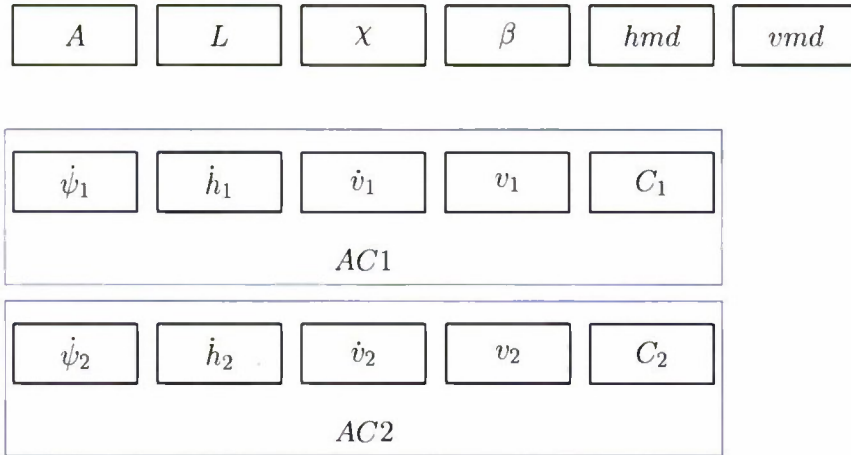 A L χ β hmd vmd
ψ̇₁ ḣ₁ v̇₁ v₁ C₁
AC1
ψ̇₂ ḣ₂ v̇₂ v₂ C₂
AC2